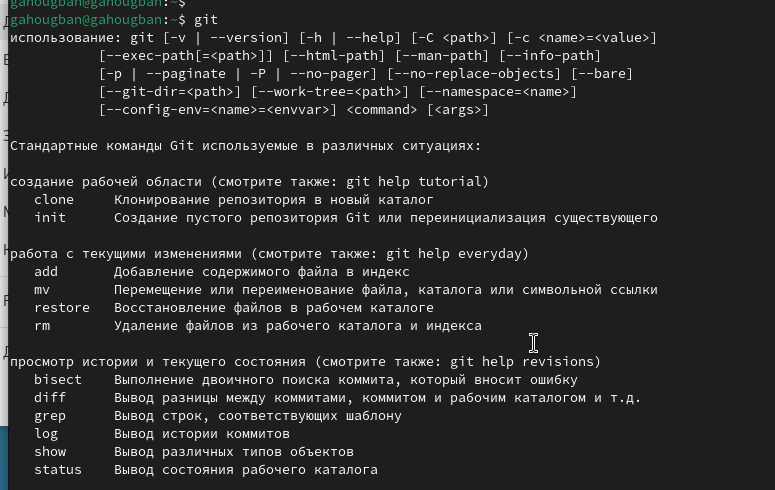 gahougban@gahougban:~$
gahougban@gahougban:~$ git
использование: git [-v | --version] [-h | --help] [-C <path>] [-c <name>=<value>]
           [--exec-path[=<path>]] [--html-path] [--man-path] [--info-path]
           [-p | --paginate | -P | --no-pager] [--no-replace-objects] [--bare]
           [--git-dir=<path>] [--work-tree=<path>] [--namespace=<name>]
           [--config-env=<name>=<envvar>] <command> [<args>]

Стандартные команды Git используемые в различных ситуациях:

создание рабочей области (смотрите также: git help tutorial)
   clone     Клонирование репозитория в новый каталог
   init      Создание пустого репозитория Git или переинициализация существующего

работа с текущими изменениями (смотрите также: git help everyday)
   add       Добавление содержимого файла в индекс
   mv        Перемещение или переименование файла, каталога или символьной ссылки
   restore   Восстановление файлов в рабочем каталоге
   rm        Удаление файлов из рабочего каталога и индекса

просмотр истории и текущего состояния (смотрите также: git help revisions)
   bisect    Выполнение двоичного поиска коммита, который вносит ошибку
   diff      Вывод разницы между коммитами, коммитом и рабочим каталогом и т.д.
   grep      Вывод строк, соответствующих шаблону
   log       Вывод истории коммитов
   show      Вывод различных типов объектов
   status    Вывод состояния рабочего каталога